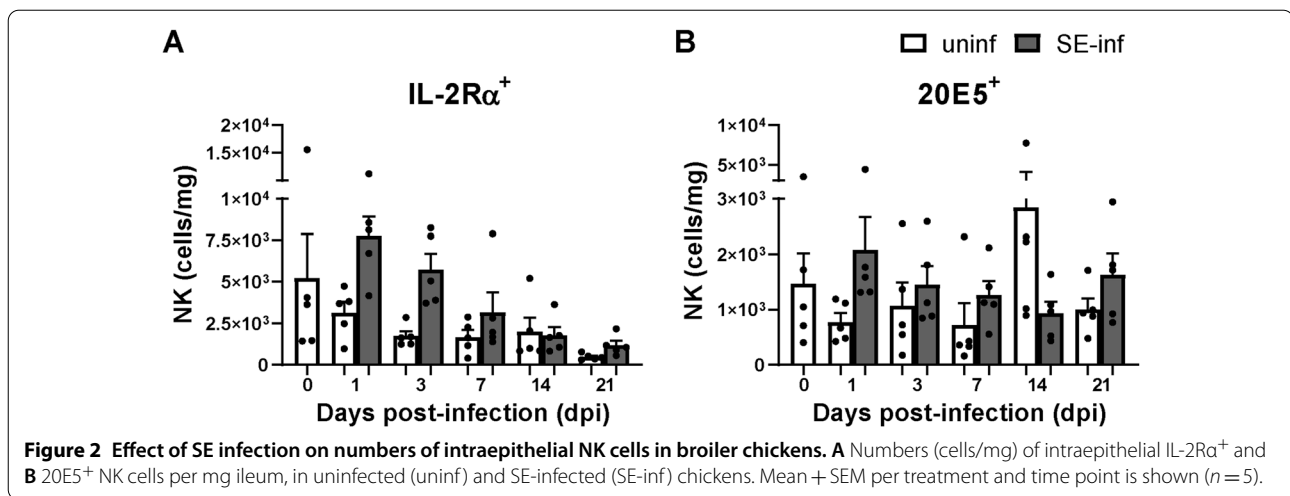 A
B
uninf SE-inf
IL-2Rα⁺
20E5⁺
NK (cells/mg)
2×10⁴
1.5×10⁴
1×10⁴
7.5×10³
5×10³
2.5×10³
0
0 1 3 7 14 21
Days post-infection (dpi)
NK (cells/mg)
1×10⁴
5×10³
3×10³
2×10³
1×10³
0
0 1 3 7 14 21
Days post-infection (dpi)
Figure 2 Effect of SE infection on numbers of intraepithelial NK cells in broiler chickens. A Numbers (cells/mg) of intraepithelial IL-2Rα⁺ and
B 20E5⁺ NK cells per mg ileum, in uninfected (uninf) and SE-infected (SE-inf) chickens. Mean + SEM per treatment and time point is shown (n = 5).